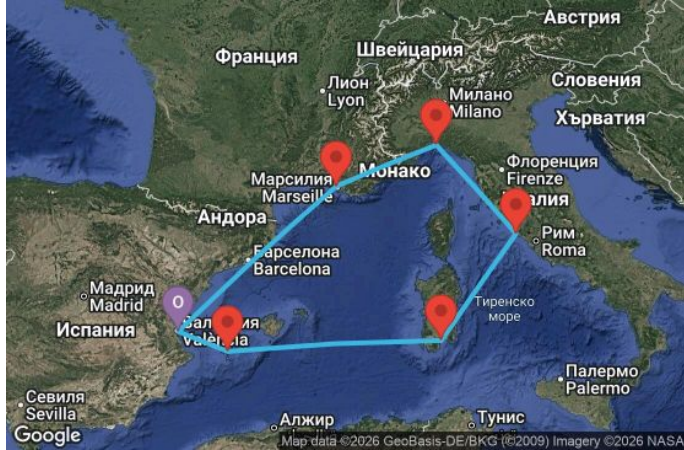 Австрия
Франция
Швейцария
Лион
Lyon
Словения
Милано
Milano
Хърватия
Марсилия
Marseille
Монако
Флоренция
Firenze
Андора
Рим
Roma
Барселона
Barcelona
Мадрид
Madrid
O
Тиренско
море
Испания
València
Палермо
Palermo
Севиля
Sevilla
Алжир
Тунис
Google
Map data ©2026 GeoBasis-DE/BKG (©2009) Imagery ©2026 NASA